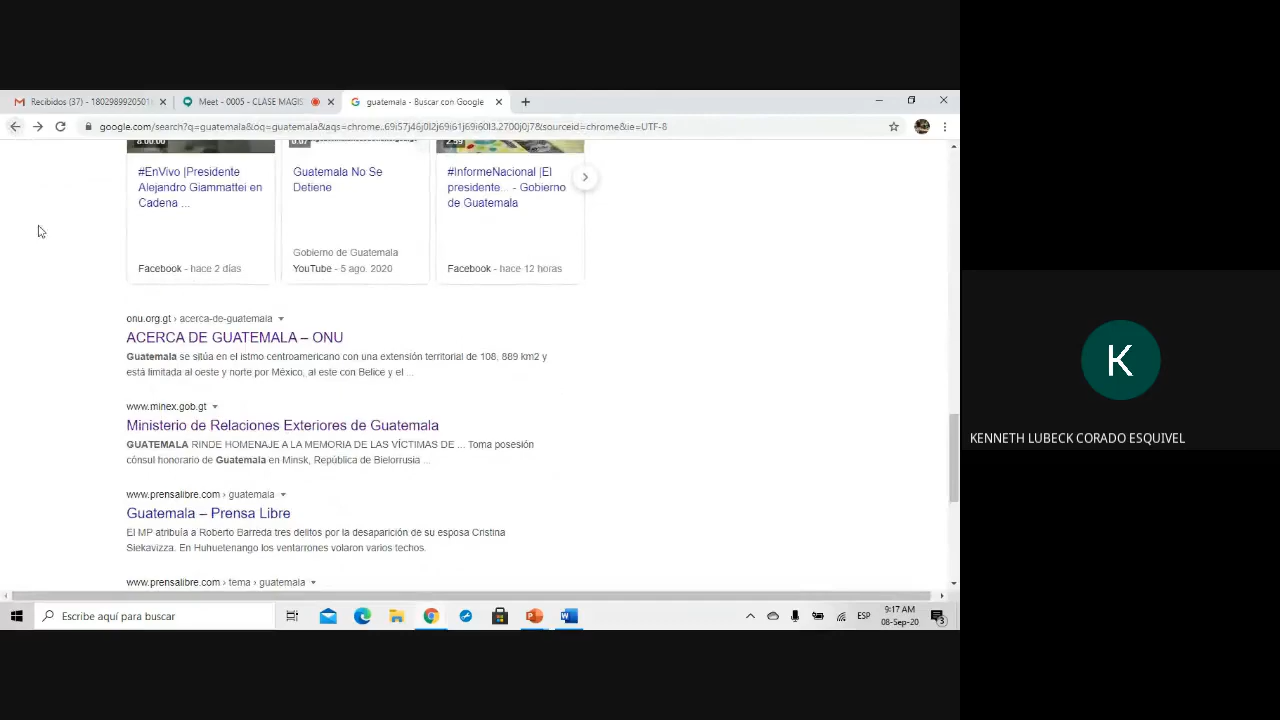 Recibidos (37) - 1802989920501
Meet - 0005 - CLASE MAGIS
guatemala - Buscar con Google
google.com/search?q=guatemala&oq=guatemala&aqs=chrome..69i57j46j0l2j69i61j69i60l3.2700j0j7&sourceid=chrome&ie=UTF-8
8:00:00
0:07
2:59
#EnVivo |Presidente
Alejandro Giammattei en
Cadena ...
Facebook - hace 2 días
Guatemala No Se
Detiene
Gobierno de Guatemala
YouTube - 5 ago. 2020
#InformeNacional |El
presidente... - Gobierno
de Guatemala
Facebook - hace 12 horas
onu.org.gt › acerca-de-guatemala
ACERCA DE GUATEMALA – ONU
Guatemala se sitúa en el istmo centroamericano con una extensión territorial de 108, 889 km2 y
está limitada al oeste y norte por México, al este con Belice y el ...
www.minex.gob.gt
Ministerio de Relaciones Exteriores de Guatemala
GUATEMALA RINDE HOMENAJE A LA MEMORIA DE LAS VÍCTIMAS DE ... Toma posesión
cónsul honorario de Guatemala en Minsk, República de Bielorrusia ...
www.prensalibre.com › guatemala
Guatemala – Prensa Libre
El MP atribuía a Roberto Barreda tres delitos por la desaparición de su esposa Cristina
Siekavizza. En Huehuetenango los ventarrones volaron varios techos.
www.prensalibre.com › tema › guatemala
Escribe aquí para buscar
ESP
9:17 AM
08-Sep-20
3
K
KENNETH LUBECK CORADO ESQUIVEL